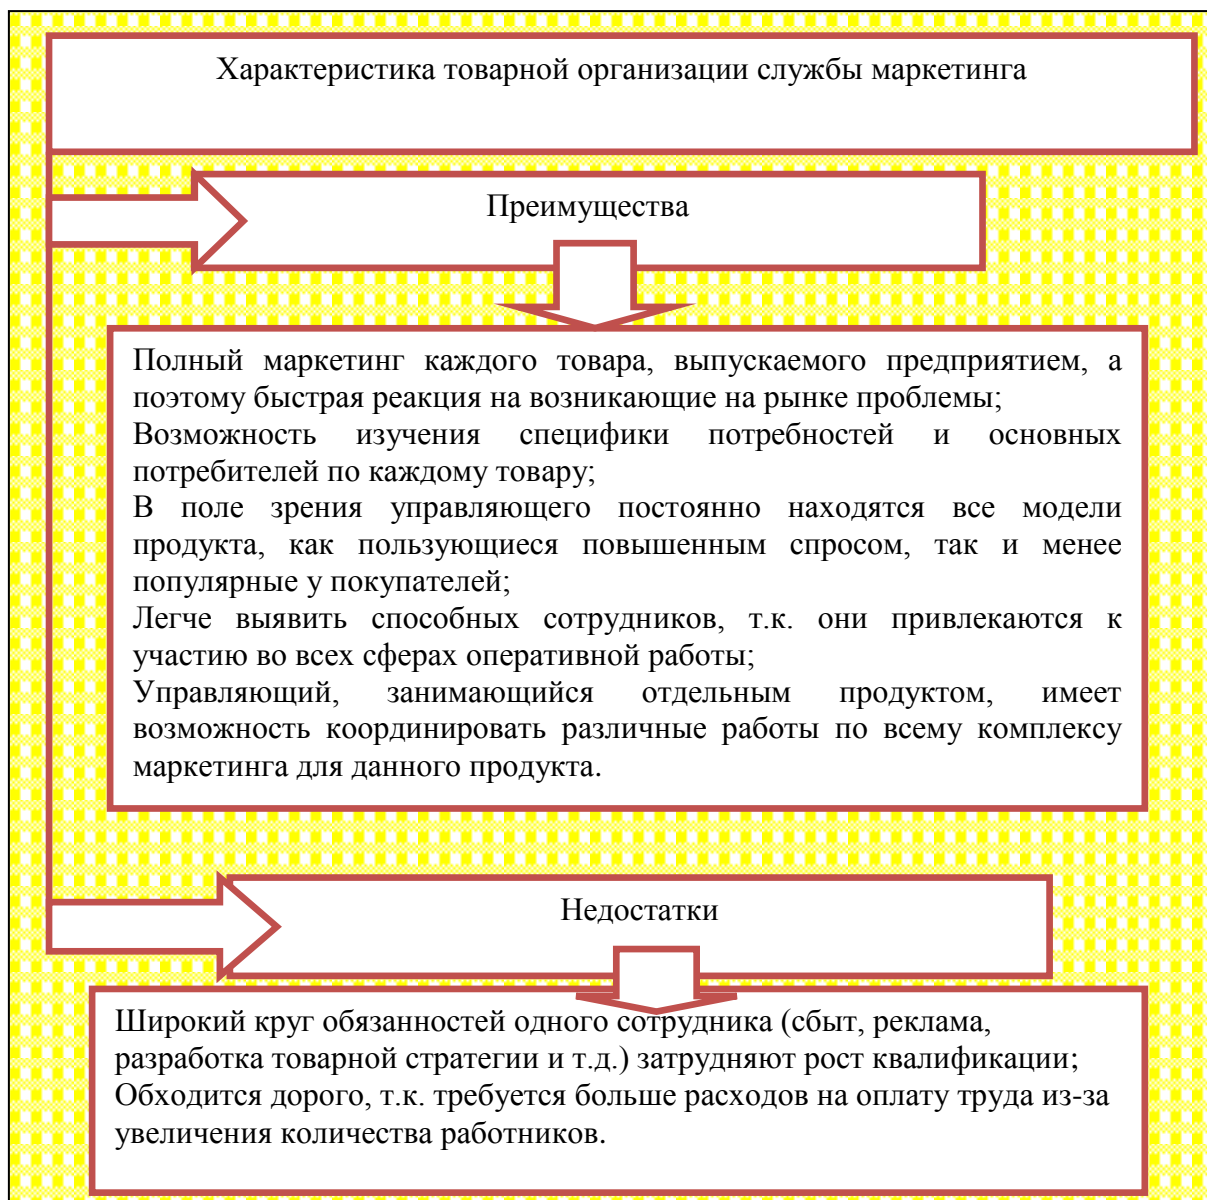 Характеристика товарной организации службы маркетинга
Преимущества
Полный маркетинг каждого товара, выпускаемого предприятием, а
поэтому быстрая реакция на возникающие на рынке проблемы;
Возможность изучения специфики потребностей и основных
потребителей по каждому товару;
В поле зрения управляющего постоянно находятся все модели
продукта, как пользующиеся повышенным спросом, так и менее
популярные у покупателей;
Легче выявить способных сотрудников, т.к. они привлекаются к
участию во всех сферах оперативной работы;
Управляющий, занимающийся отдельным продуктом, имеет
возможность координировать различные работы по всему комплексу
маркетинга для данного продукта.
Недостатки
Широкий круг обязанностей одного сотрудника (сбыт, реклама,
разработка товарной стратегии и т.д.) затрудняют рост квалификации;
Обходится дорого, т.к. требуется больше расходов на оплату труда из-за
увеличения количества работников.